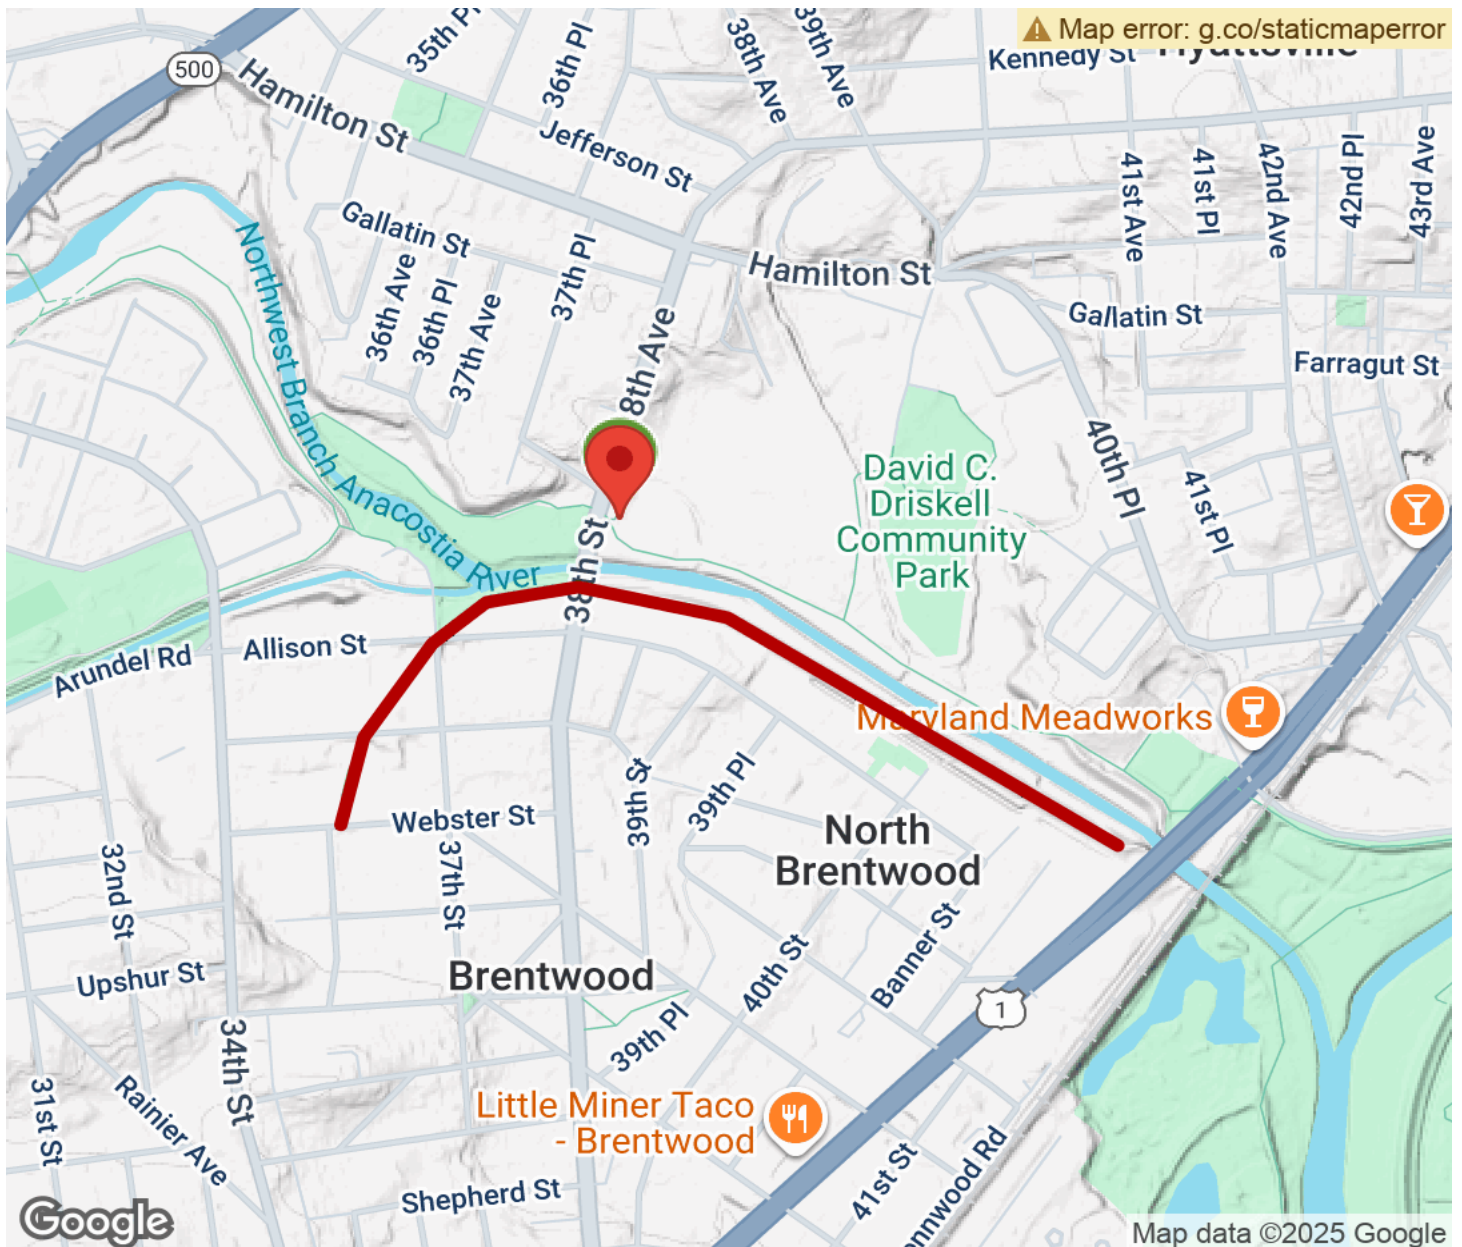 Map error: g.co/staticmaperror
500
Hamilton St
35th Pl
36th Pl
38th Ave
39th Ave
Kennedy St
Hyattsville
Jefferson St
41st Ave
41st Pl
42nd Ave
42nd Pl
43rd Ave
Gallatin St
36th Ave
36th Pl
37th Ave
37th Pl
Hamilton St
Gallatin St
Farragut St
8th Ave
Northwest Branch Anacostia River
David C.
Driskell
Community
Park
40th Pl
41st Pl
38th St
Arundel Rd
Allison St
Maryland Meadworks
Webster St
39th St
39th Pl
North
Brentwood
32nd St
37th St
Upshur St
Brentwood
40th St
Banner St
1
34th St
39th Pl
31st St
Rainier Ave
Little Miner Taco
- Brentwood
41st St
nnwood Rd
Shepherd St
Google
Map data ©2025 Google